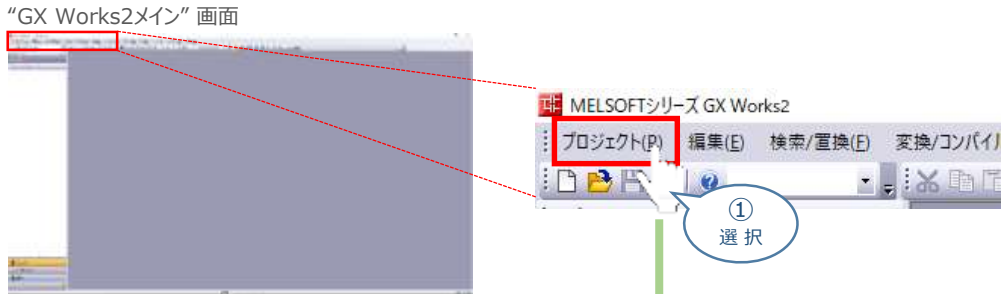 “GX Works2メイン” 画面
MELSOFTシリーズ GX Works2
プロジェクト(P) 編集(E) 検索/置換(F) 変換/コンパイル
①
選 択